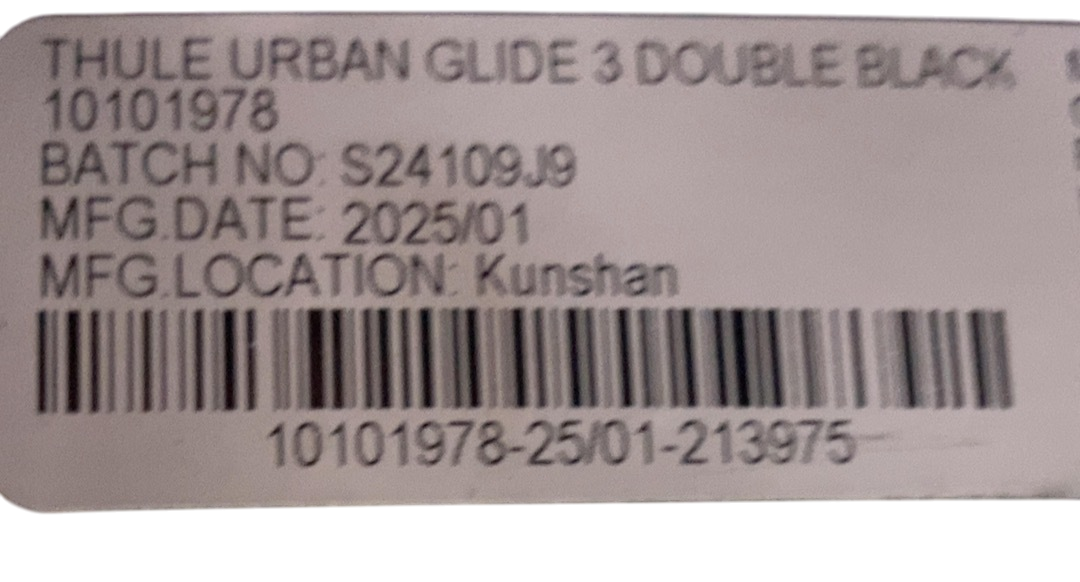 THULE URBAN GLIDE 3 DOUBLE BLACK
10101978
BATCH NO: S24109J9
MFG.DATE: 2025/01
MFG.LOCATION: Kunshan
10101978-25/01-213975